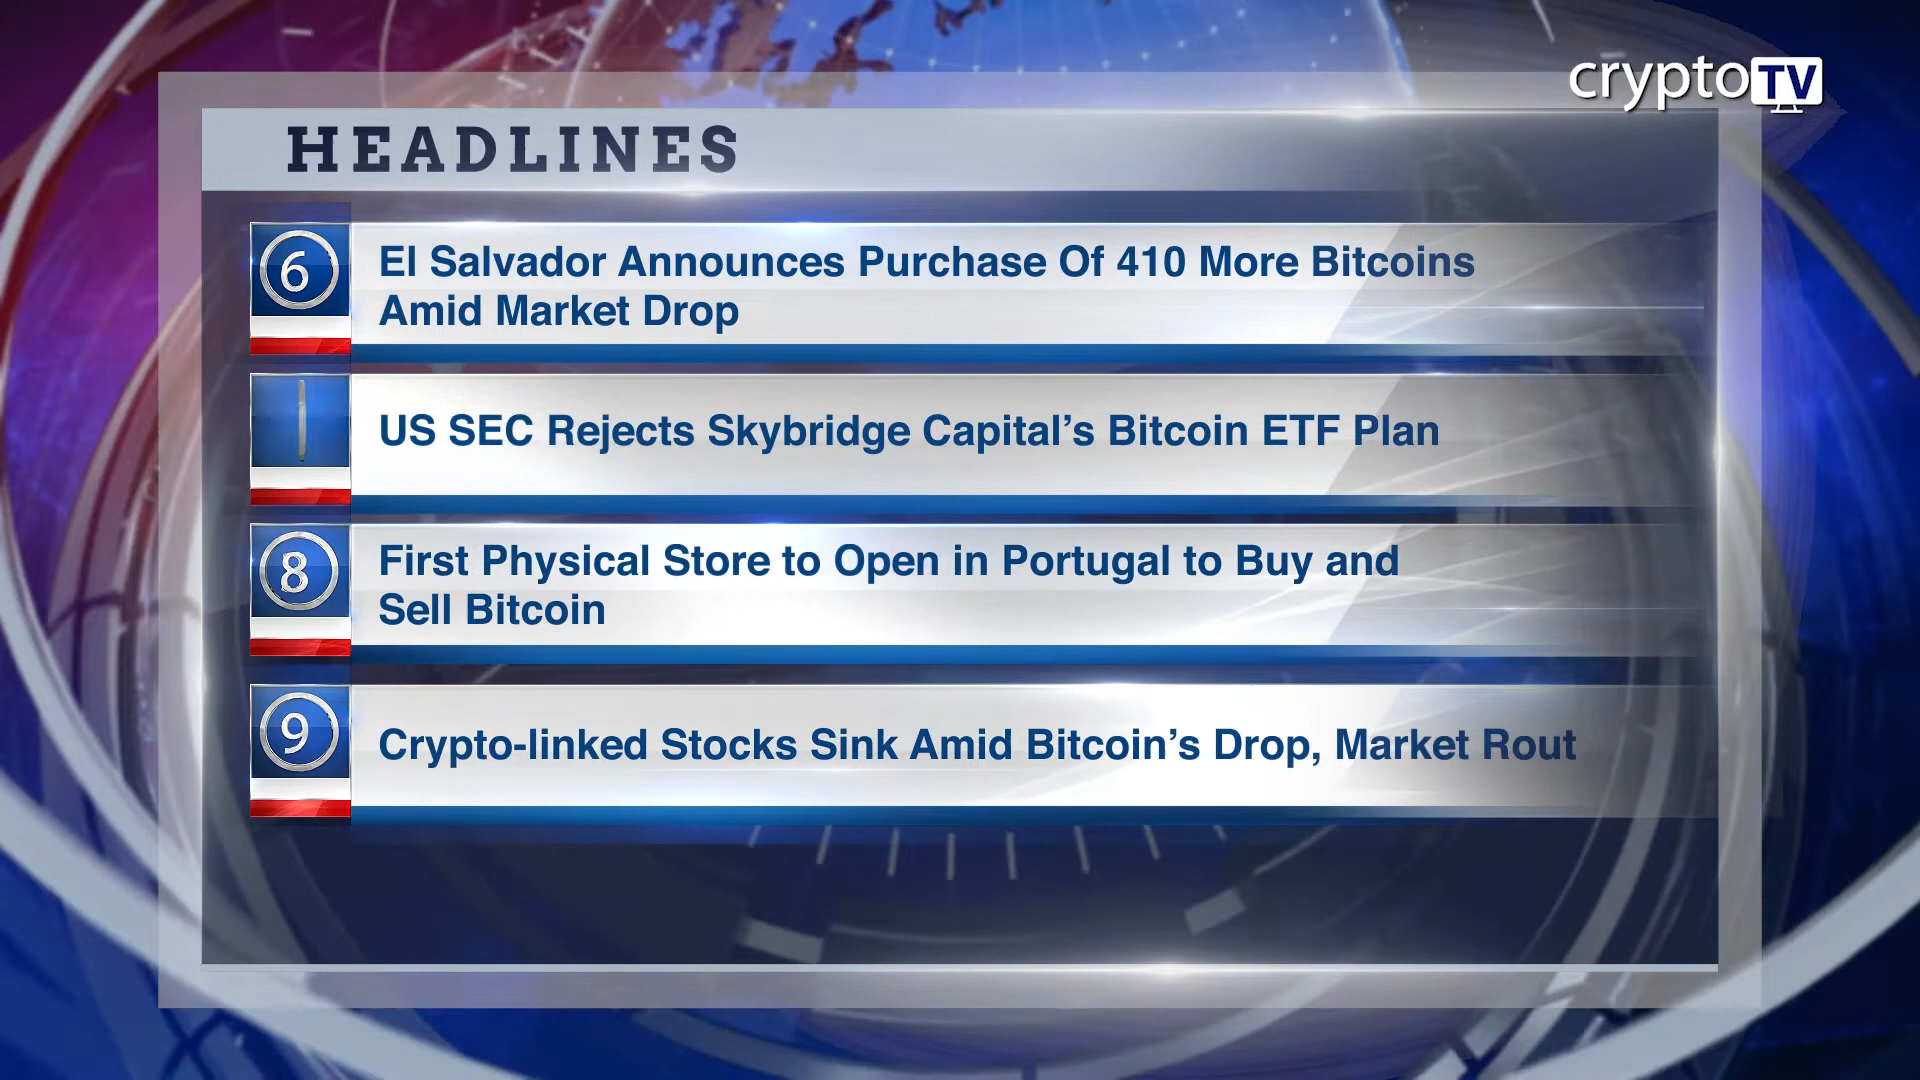 cryptoTV
HEADLINES
6
El Salvador Announces Purchase Of 410 More Bitcoins
Amid Market Drop
US SEC Rejects Skybridge Capital’s Bitcoin ETF Plan
8
First Physical Store to Open in Portugal to Buy and
Sell Bitcoin
9
Crypto-linked Stocks Sink Amid Bitcoin’s Drop, Market Rout